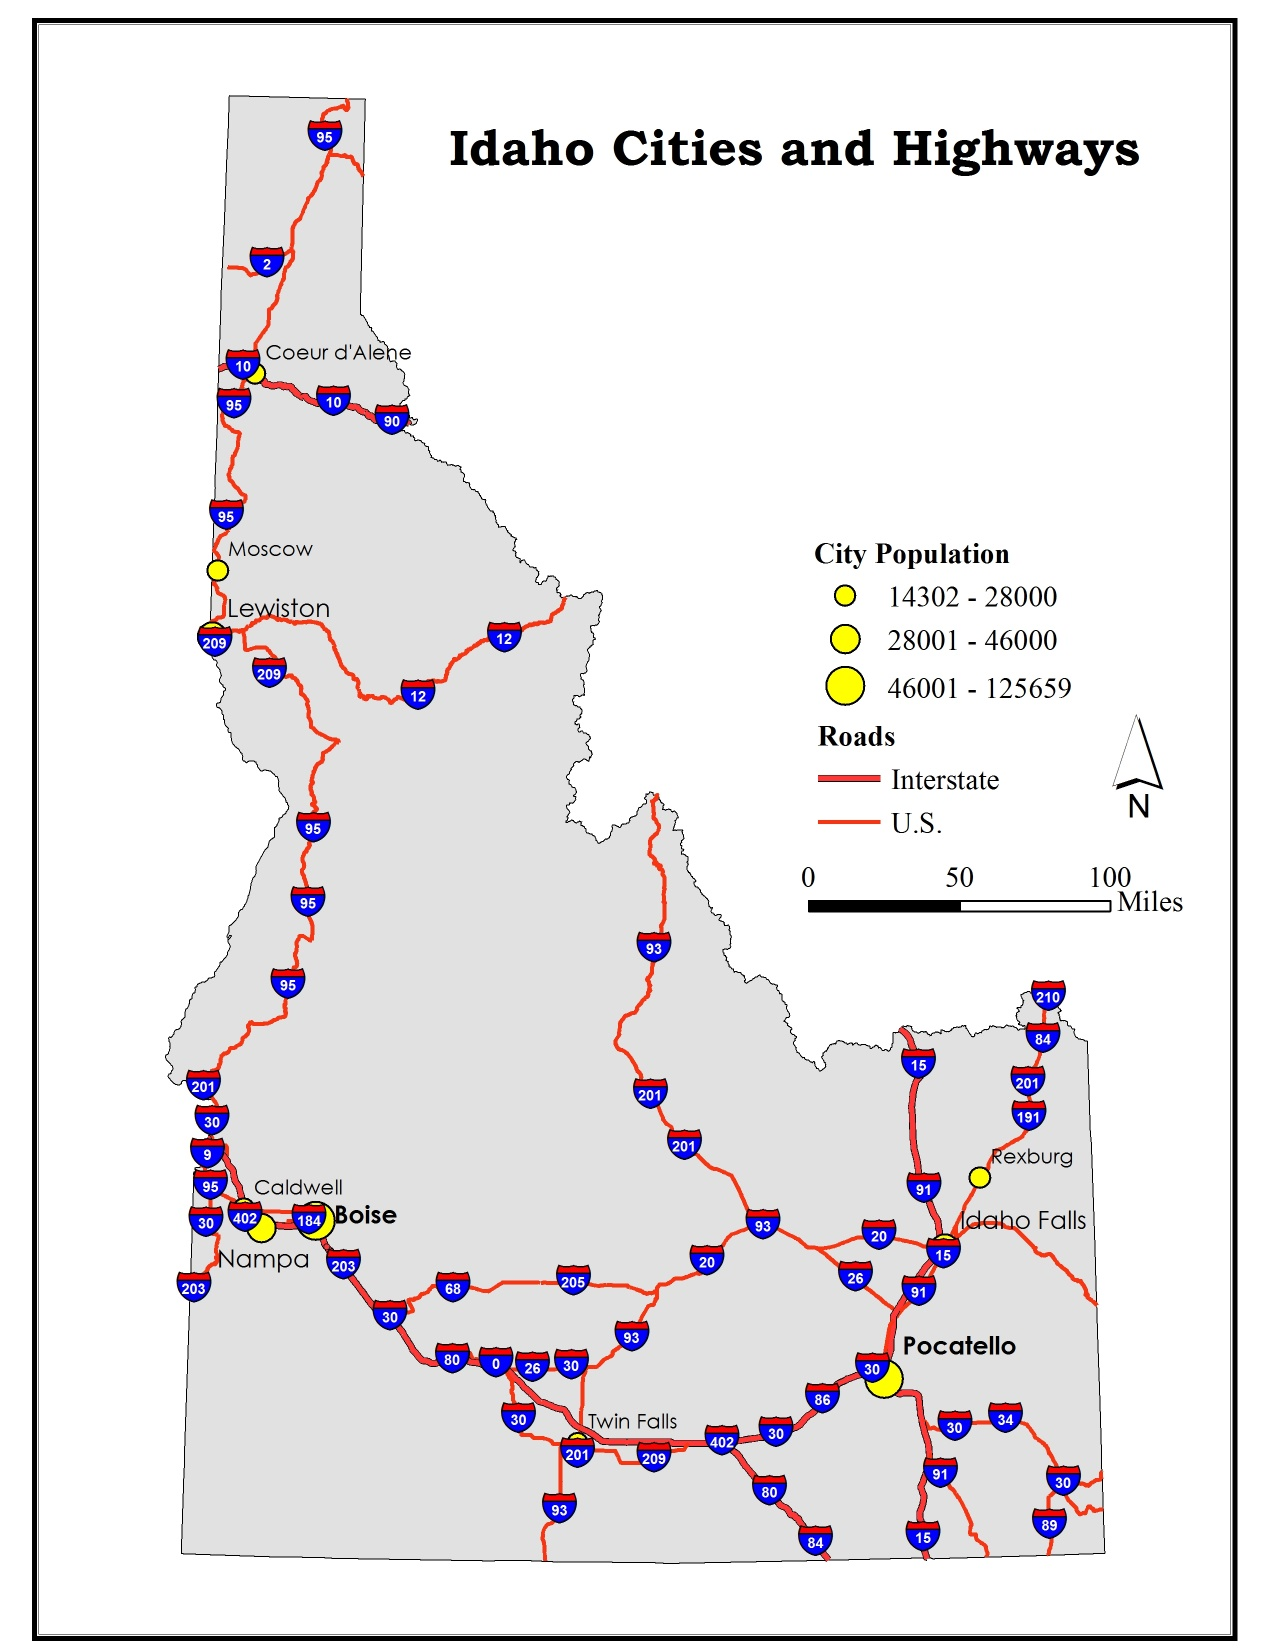 Idaho Cities and Highways
95
2
Coeur d'Alene
10
10
95
90
95
Moscow
Lewiston
209
12
209
12
City Population
14302 - 28000
28001 - 46000
46001 - 125659
Roads
Interstate
U.S.
N
0 50 100
Miles
95
95
93
95
210
84
15
201
201
201
191
30
201
9
Rexburg
95
Caldwell
91
402
184
Boise
30
93
Idaho Falls
20
15
Nampa
203
20
26
203
68
205
91
30
93
Pocatello
80
0
26
30
30
86
30
Twin Falls
30
34
402
30
201
209
91
30
80
93
89
84
15